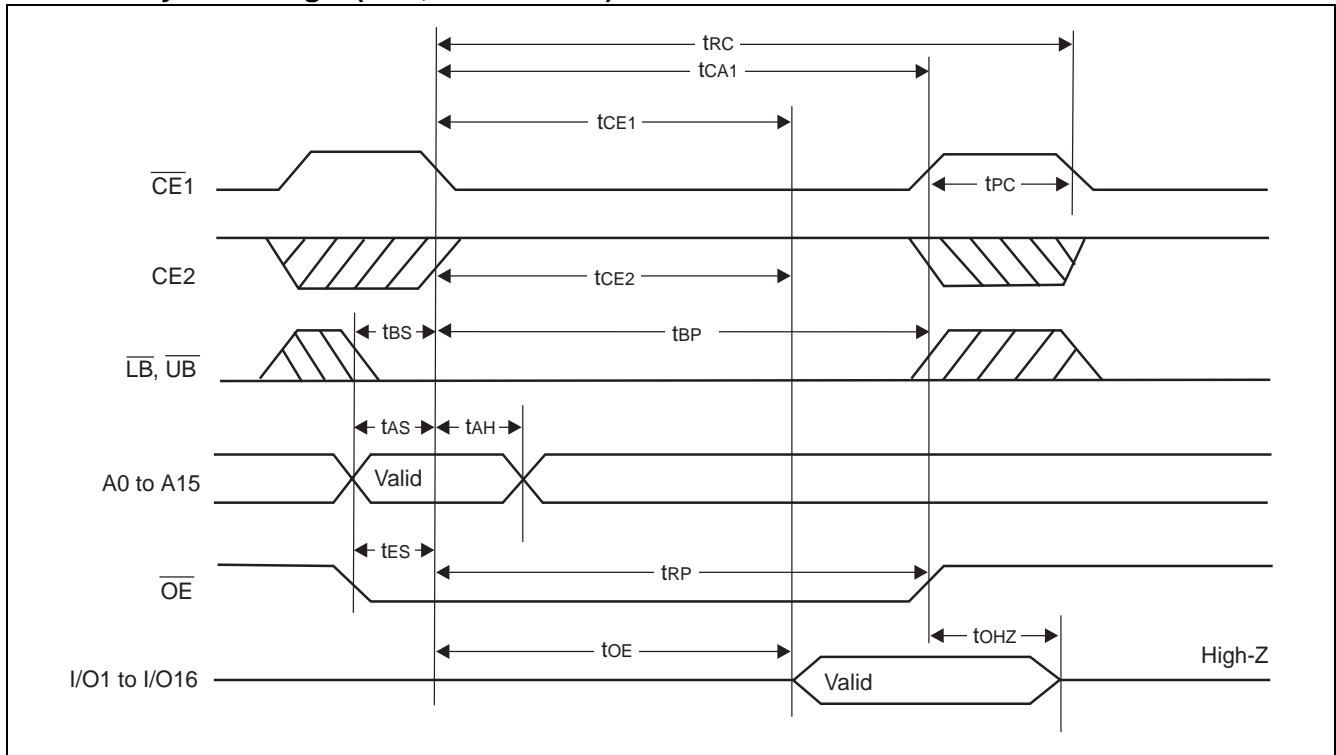 tRC
tCA1
tCE1
CE1
tPC
CE2
tCE2
tBS
tBP
LB, UB
tAS
tAH
A0 to A15
Valid
tES
OE
tRP
tOE
tOHZ
High-Z
I/O1 to I/O16
Valid